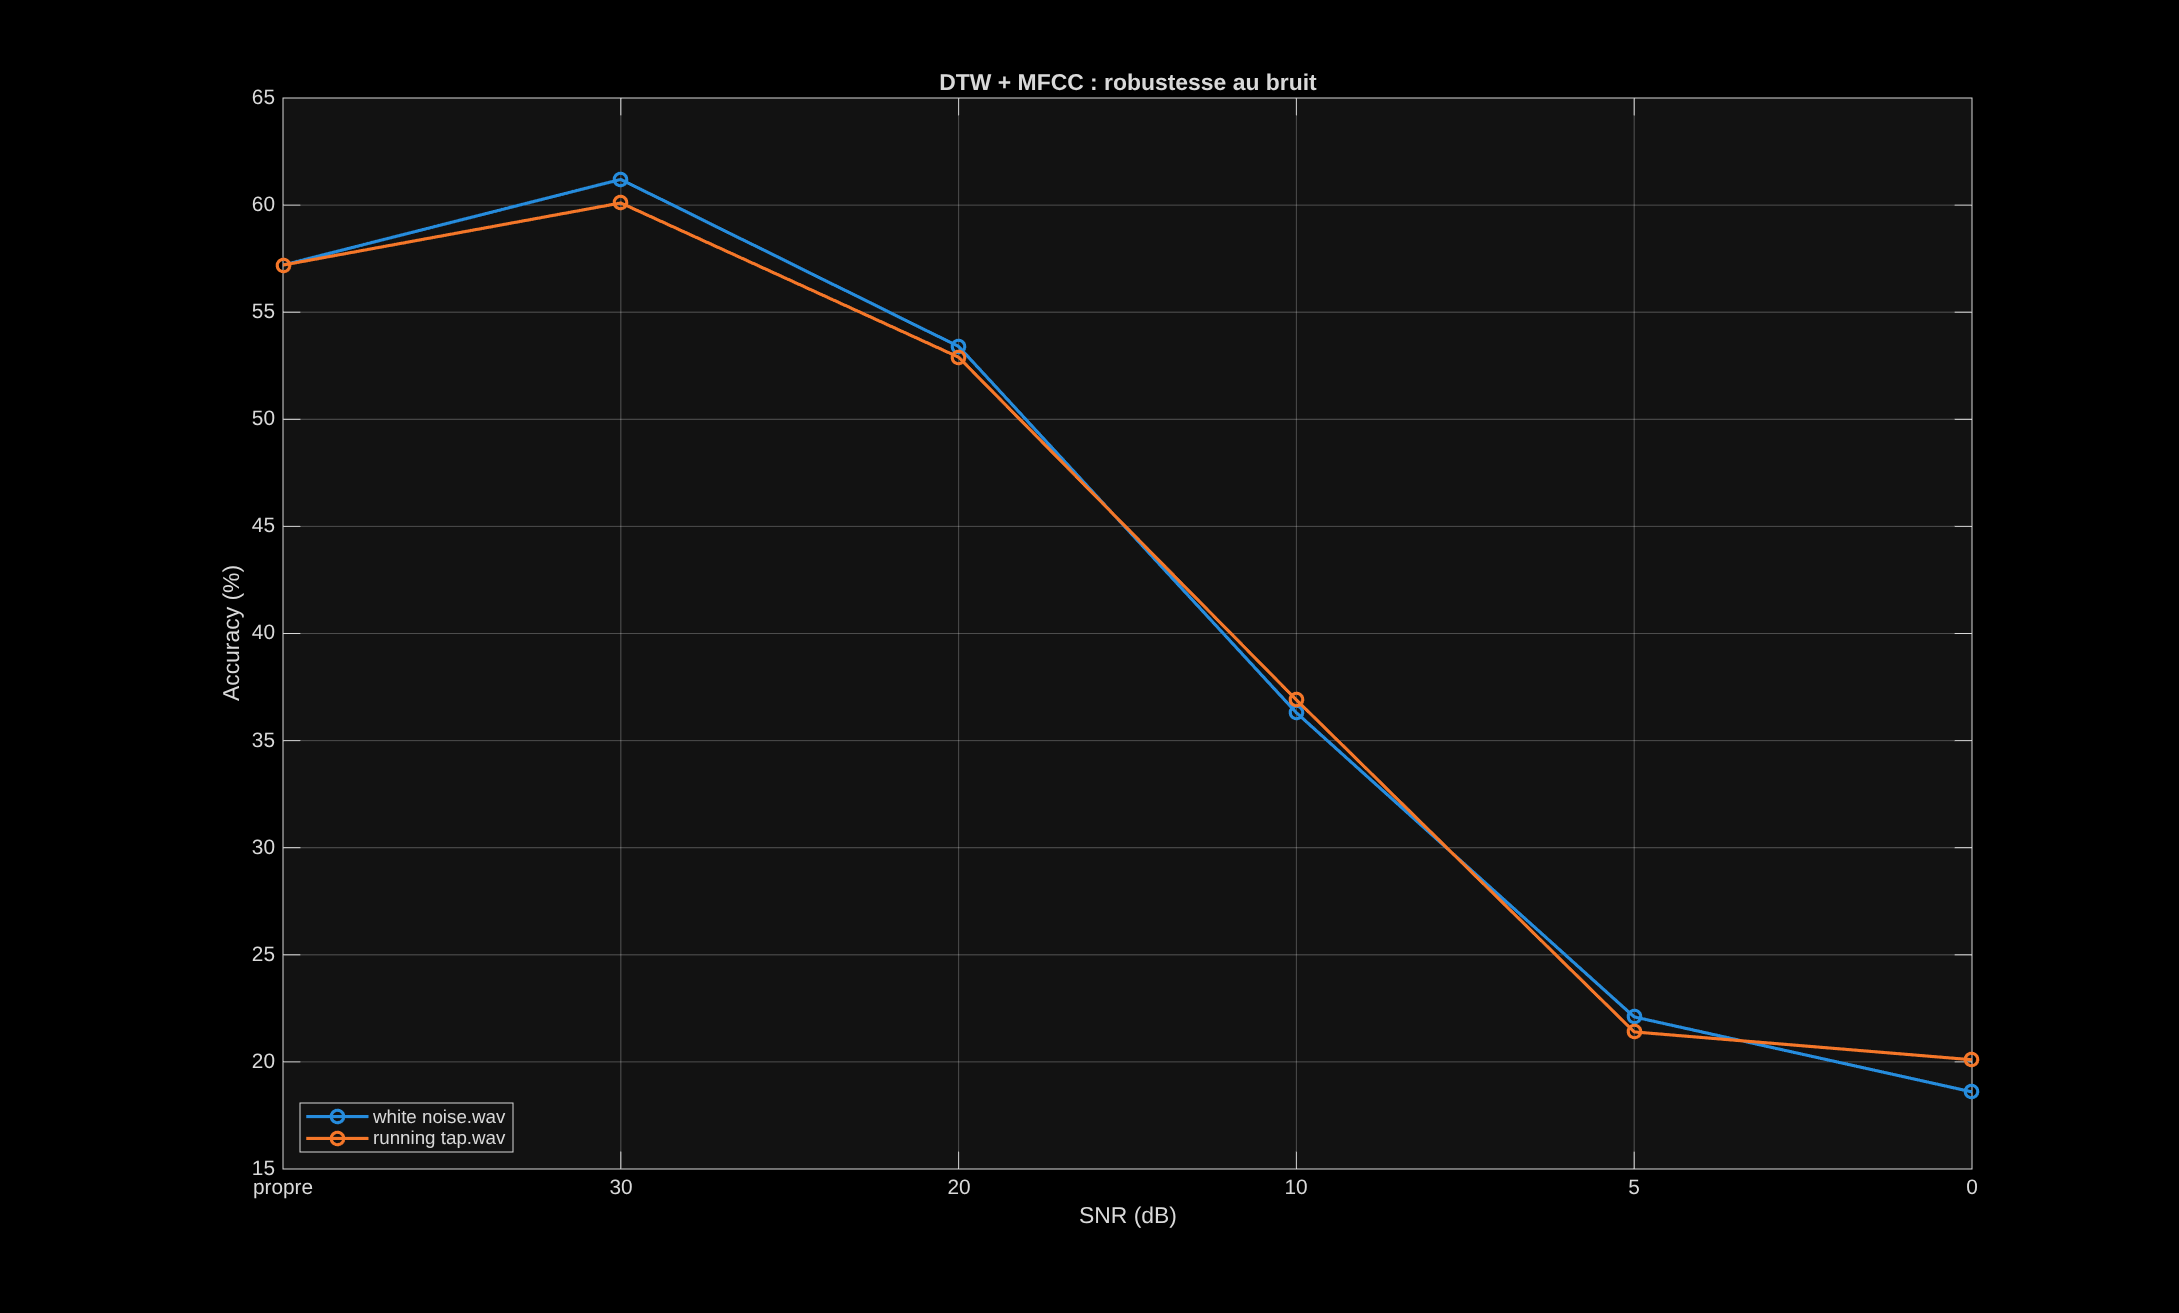 DTW + MFCC : robustesse au bruit
65
60
55
50
45
40
35
30
25
20
15
Accuracy (%)
white noise.wav
running tap.wav
propre 30 20 10 5 0
SNR (dB)